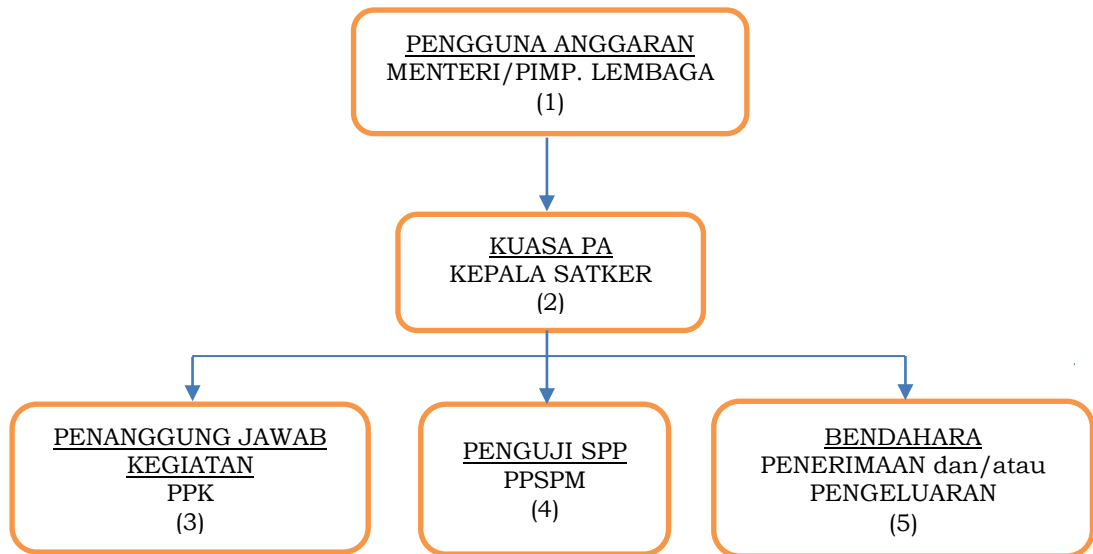 PENGGUNA ANGGARAN
MENTERI/PIMP. LEMBAGA
(1)
KUASA PA
KEPALA SATKER
(2)
PENANGGUNG JAWAB
KEGIATAN
PPK
(3)
PENGUJI SPP
PPSPM
(4)
BENDAHARA
PENERIMAAN dan/atau
PENGELUARAN
(5)